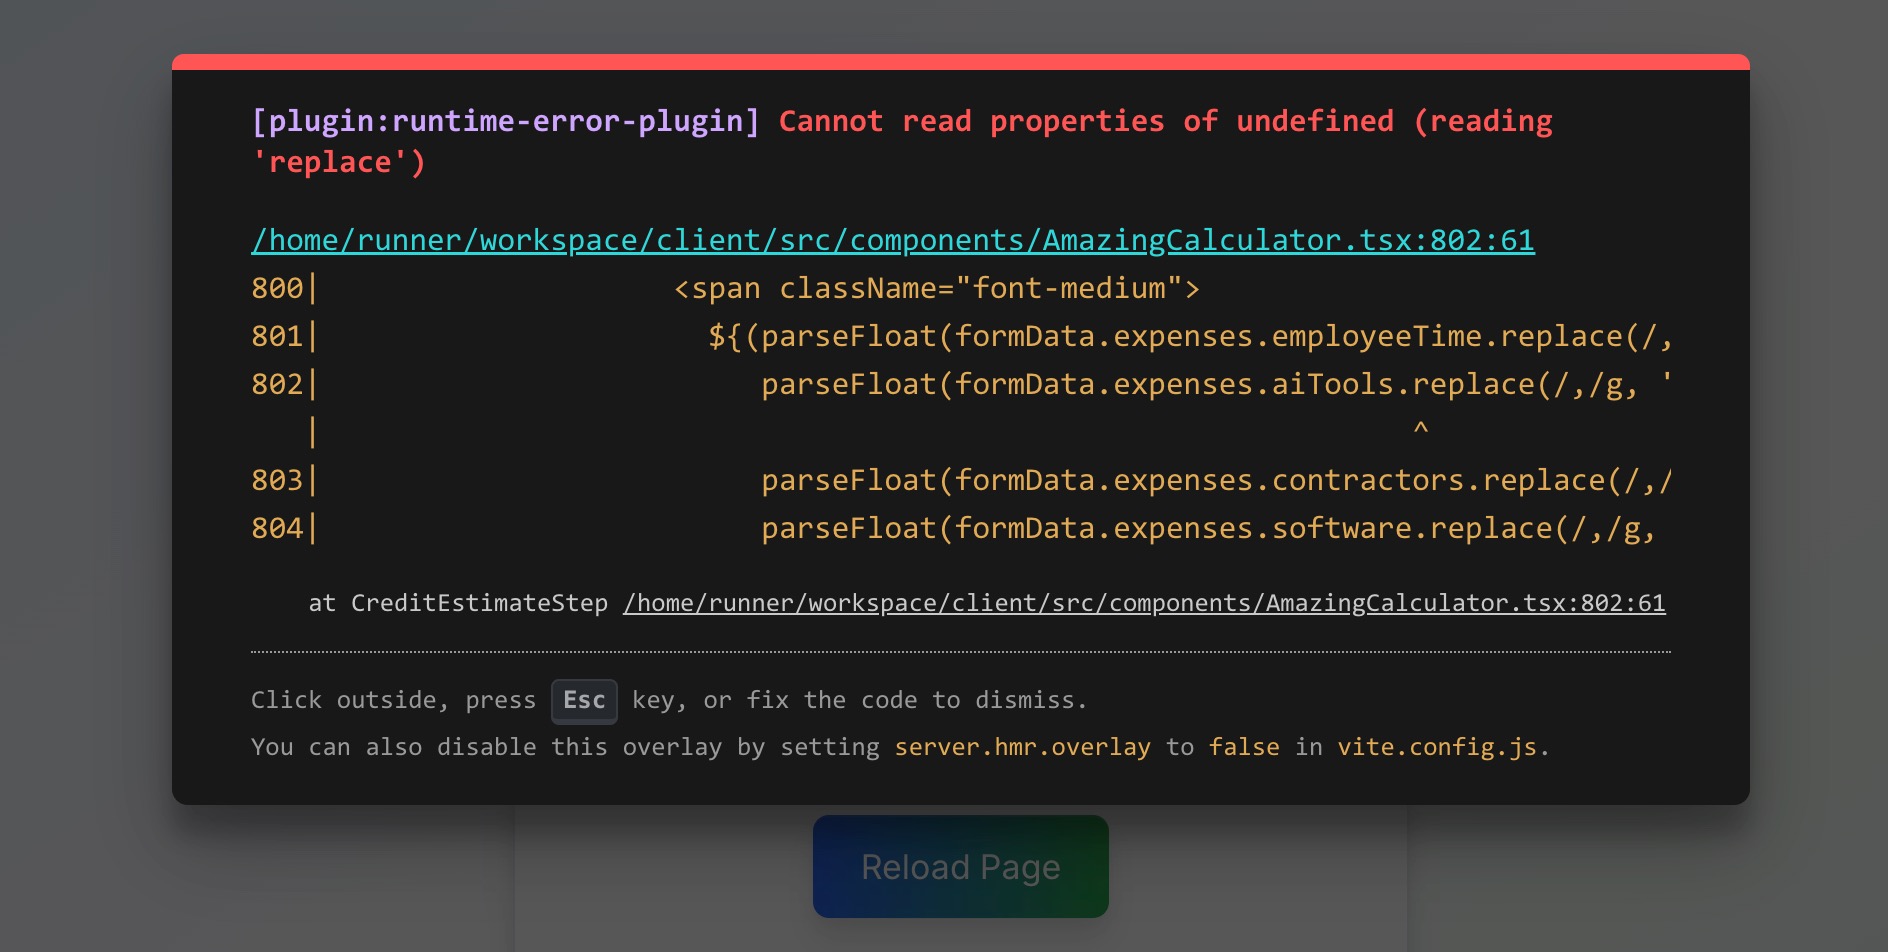 [plugin:runtime-error-plugin] Cannot read properties of undefined (reading
'replace')
/home/runner/workspace/client/src/components/AmazingCalculator.tsx:802:61
800|                     <span className="font-medium">
801|                       ${(parseFloat(formData.expenses.employeeTime.replace(/,
802|                          parseFloat(formData.expenses.aiTools.replace(/,/g, '
   |                                                               ^
803|                          parseFloat(formData.expenses.contractors.replace(/,/
804|                          parseFloat(formData.expenses.software.replace(/,/g,
at CreditEstimateStep /home/runner/workspace/client/src/components/AmazingCalculator.tsx:802:61
Click outside, press Esc key, or fix the code to dismiss.
You can also disable this overlay by setting server.hmr.overlay to false in vite.config.js.
Reload Page